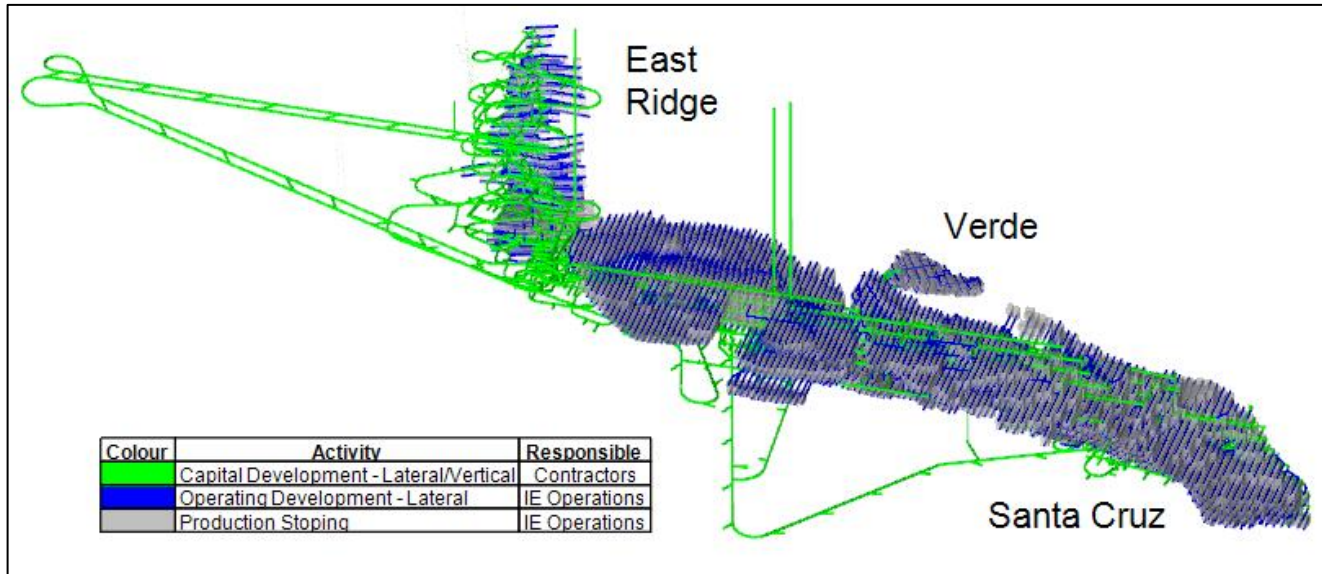 East
Ridge
Verde
Colour Activity Responsible
Capital Development - Lateral/Vertical Contractors
Operating Development - Lateral IE Operations
Production Stoping IE Operations
Santa Cruz